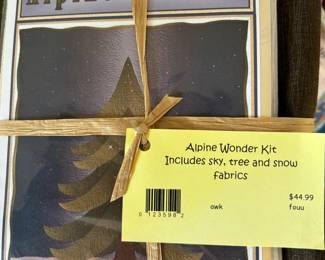 Alpine Wonder Kit
Includes sky, tree and snow
fabrics
$44.99
owk fouu
0 123598 2